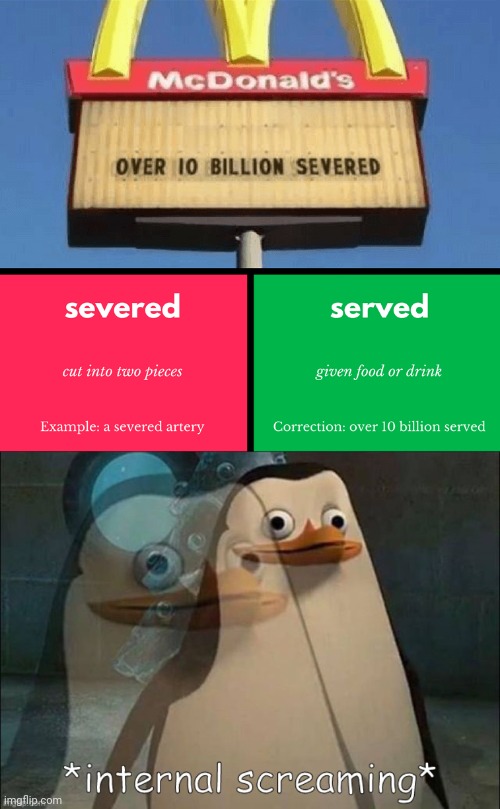 McDonald's
OVER 10 BILLION SEVERED
severed
served
cut into two pieces
given food or drink
Example: a severed artery
Correction: over 10 billion served
*internal screaming*
imgflip.com